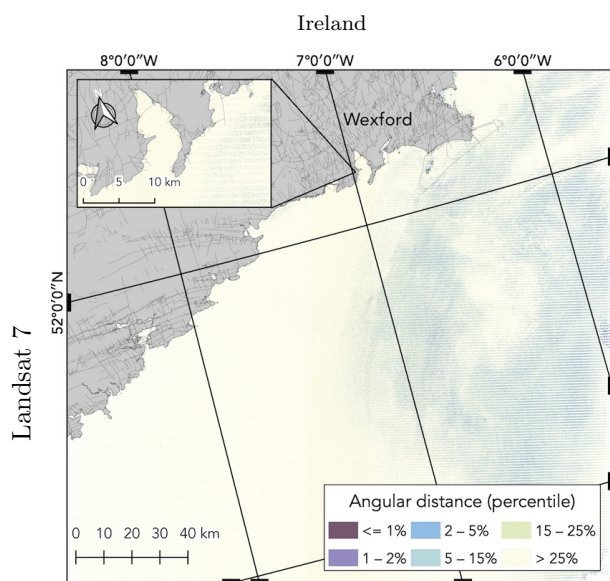 Ireland
8°0'0"W 7°0'0"W 6°0'0"W
N
Wexford
0 5 10 km
52°0'0"N
Landsat 7
Angular distance (percentile)
<= 1% 2 – 5% 15 – 25%
1 – 2% 5 – 15% > 25%
0 10 20 30 40 km